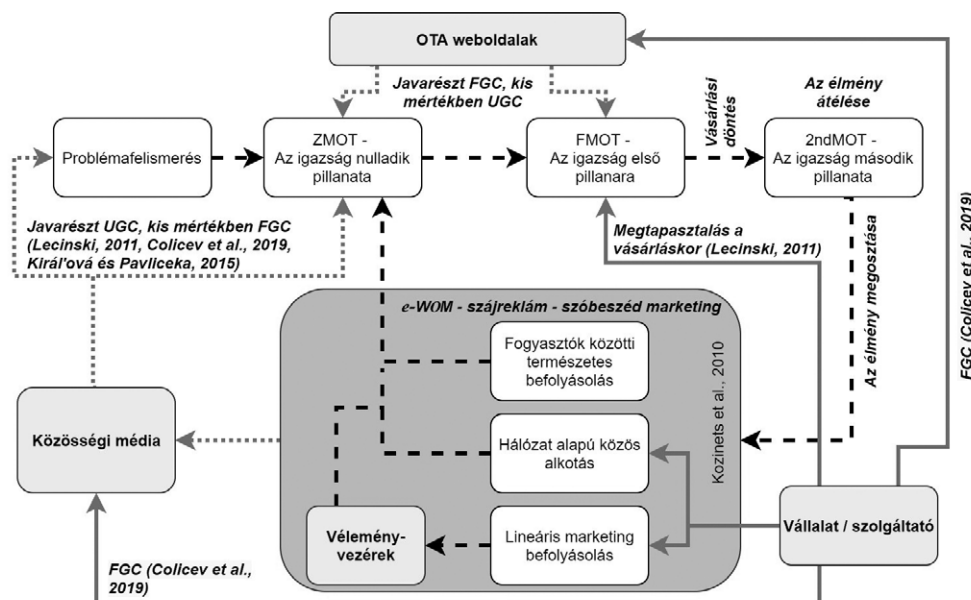 OTA weboldalak
Javarészt FGC, kis
mértékben UGC
Vásárlási
döntés
Az élmény
átélése
Problémafelismerés
ZMOT -
Az igazság nulladik
pillanata
FMOT -
Az igazság első
pillanara
2ndMOT -
Az igazság második
pillanata
Javarészt UGC, kis mértékben FGC
(Lecinski, 2011, Colicev et al., 2019,
Král'ová és Pavliceka, 2015)
Megtapasztalás a
vásárláskor (Lecinski, 2011)
Az élmény megosztása
FGC (Colicev et al., 2019)
e-WOM - szájreklám - szóbeszéd marketing
Fogyasztók közötti
természetes
befolyásolás
Kozinets et al., 2010
Közösségi média
Hálózat alapú közös
alkotás
Vélemény-
vezérek
Lineáris marketing
befolyásolás
Vállalat / szolgáltató
FGC (Colicev et al.,
2019)